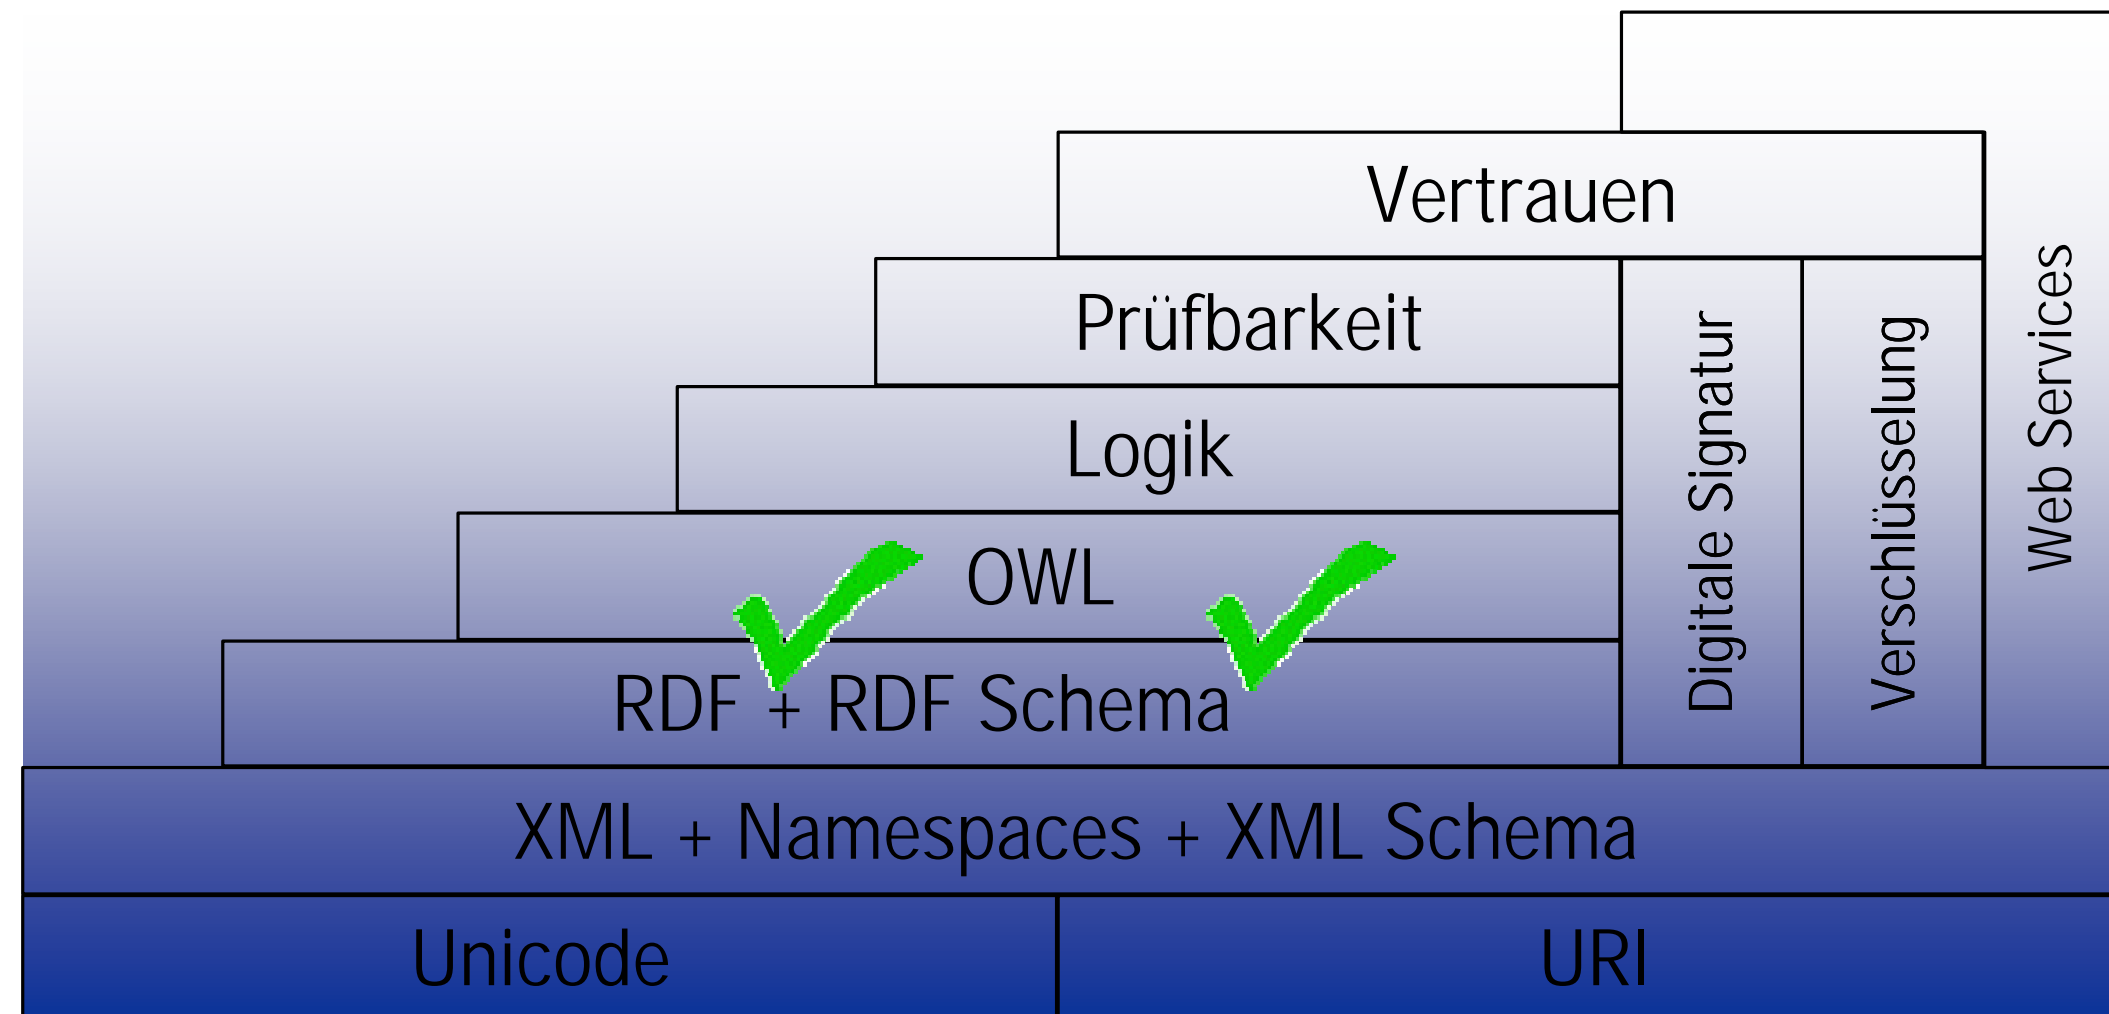 Vertrauen
Prüfbarkeit
Logik
OWL
RDF + RDF Schema
Digitale Signatur
Verschlüsselung
Web Services
XML + Namespaces + XML Schema
Unicode
URI